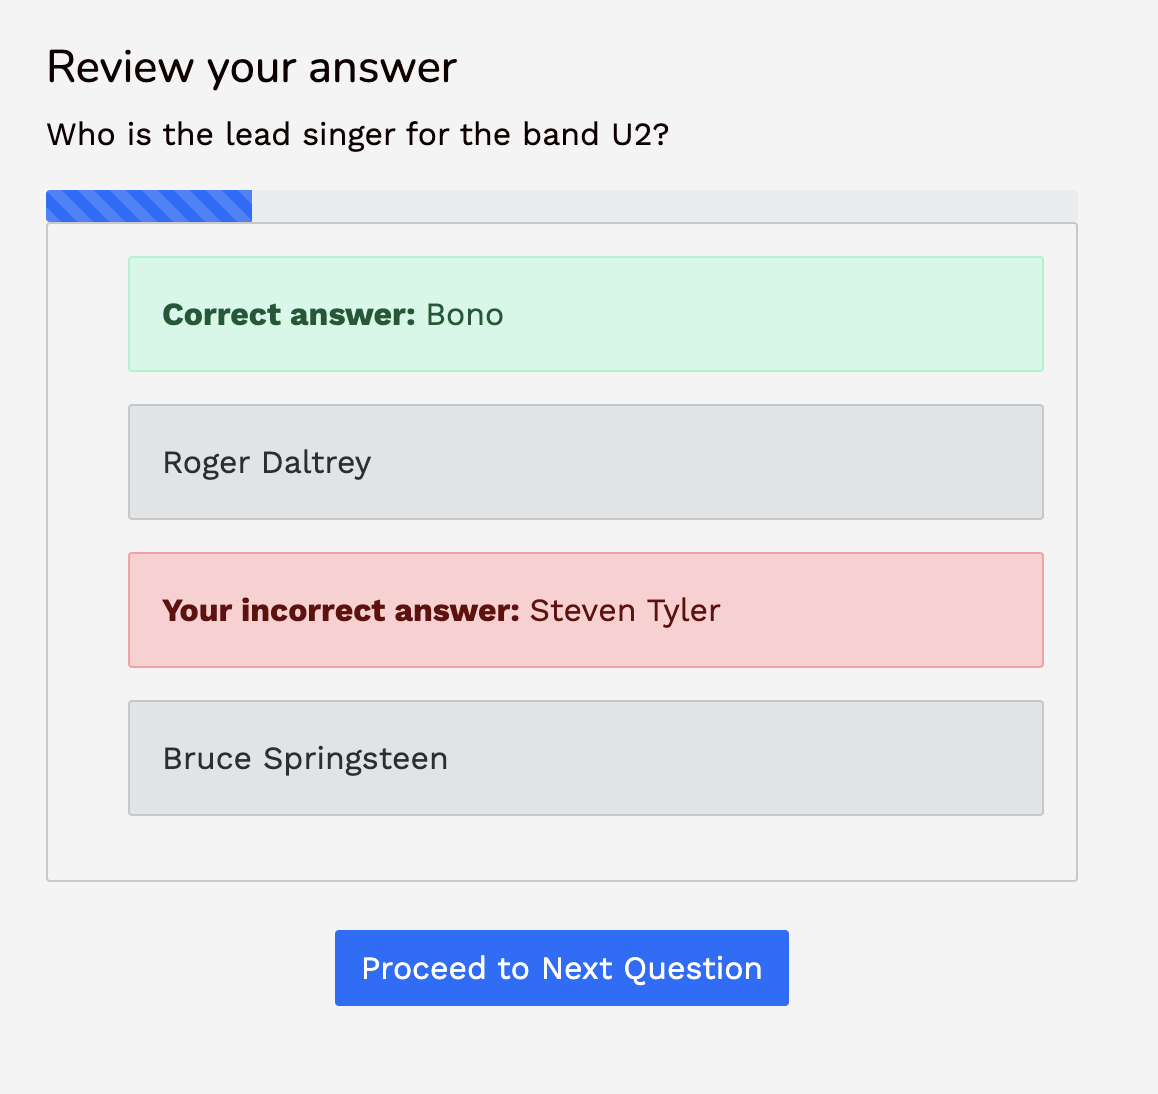 Review your answer
Who is the lead singer for the band U2?
Correct answer: Bono
Roger Daltrey
Your incorrect answer: Steven Tyler
Bruce Springsteen
Proceed to Next Question